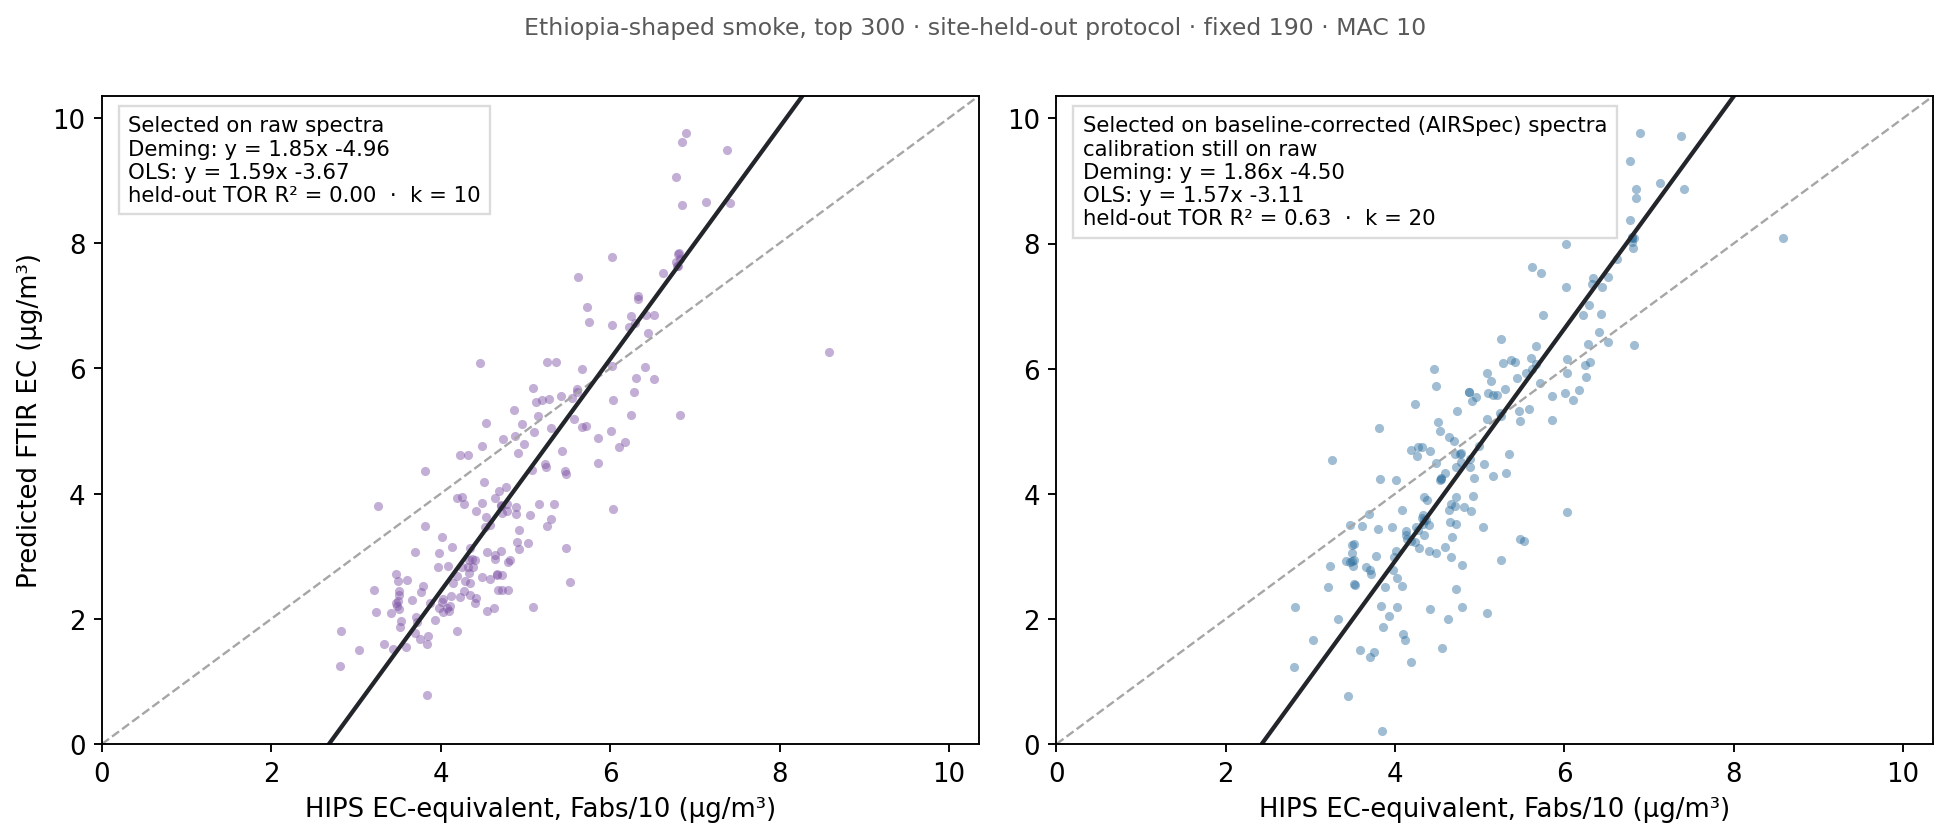 Ethiopia-shaped smoke, top 300 · site-held-out protocol · fixed 190 · MAC 10
Selected on raw spectra
Deming: y = 1.85x -4.96
OLS: y = 1.59x -3.67
held-out TOR R² = 0.00 · k = 10
10
8
6
4
2
0
0 2 4 6 8 10
Predicted FTIR EC (μg/m³)
HIPS EC-equivalent, Fabs/10 (μg/m³)
Selected on baseline-corrected (AIRSpec) spectra
calibration still on raw
Deming: y = 1.86x -4.50
OLS: y = 1.57x -3.11
held-out TOR R² = 0.63 · k = 20
10
8
6
4
2
0
0 2 4 6 8 10
HIPS EC-equivalent, Fabs/10 (μg/m³)